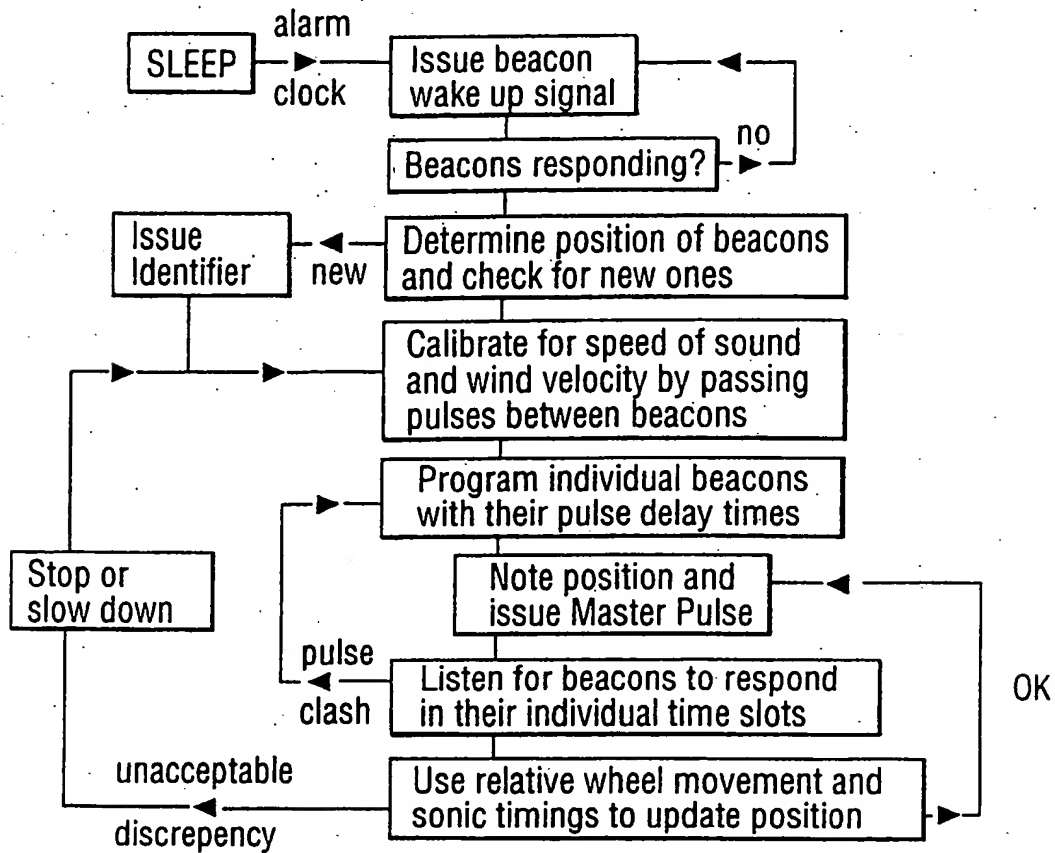 alarm
SLEEP
clock
Issue beacon
wake up signal
no
Beacons responding?
Issue
Identifier
new
Determine position of beacons
and check for new ones
Calibrate for speed of sound
and wind velocity by passing
pulses between beacons
Program individual beacons
with their pulse delay times
Stop or
slow down
Note position and
issue Master Pulse
pulse
clash
Listen for beacons to respond
in their individual time slots
OK
unacceptable
discrepency
Use relative wheel movement and
sonic timings to update position